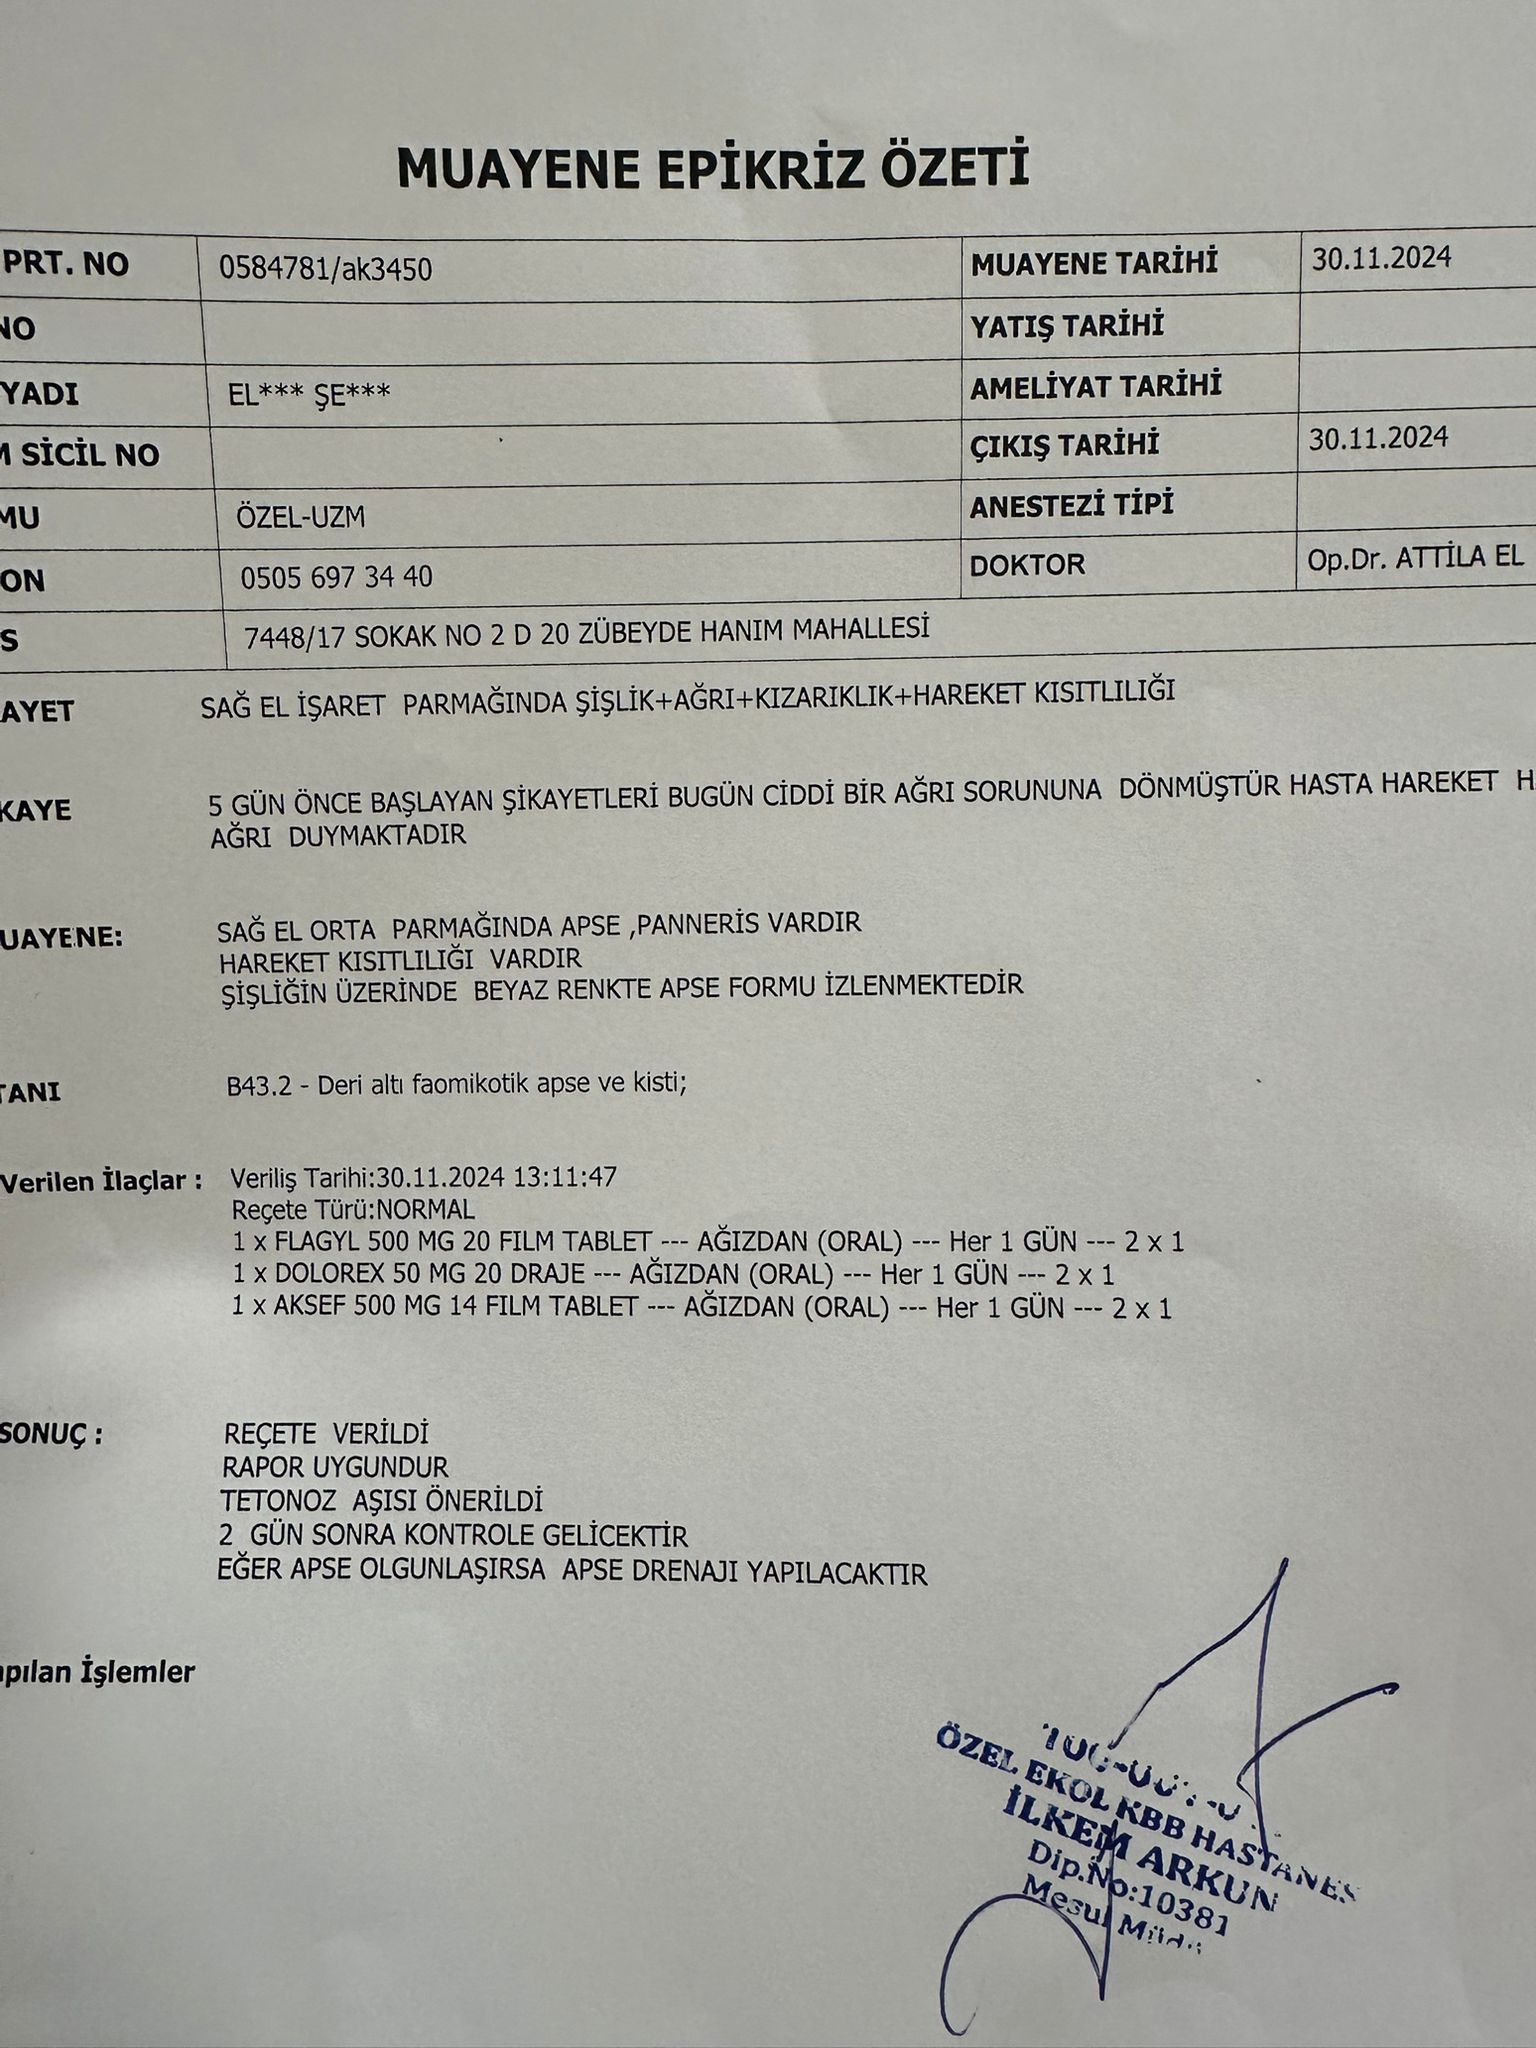 MUAYENE EPİKRİZ ÖZETİ
PRT. NO 0584781/ak3450 MUAYENE TARİHİ 30.11.2024
NO YATIŞ TARİHİ
YADI EL*** ŞE*** AMELİYAT TARİHİ
M SİCİL NO ÇIKIŞ TARİHİ 30.11.2024
MU ÖZEL-UZM ANESTEZİ TİPİ
ON 0505 697 34 40 DOKTOR Op.Dr. ATTİLA EL
S 7448/17 SOKAK NO 2 D 20 ZÜBEYDE HANIM MAHALLESİ
AYET SAĞ EL İŞARET PARMAĞINDA ŞİŞLİK+AĞRI+KIZARIKLIK+HAREKET KISITLILIĞI
KAYE 5 GÜN ÖNCE BAŞLAYAN ŞİKAYETLERİ BUGÜN CİDDİ BİR AĞRI SORUNUNA DÖNMÜŞTÜR HASTA HAREKET H
AĞRI DUYMAKTADIR
UAYENE: SAĞ EL ORTA PARMAĞINDA APSE ,PANNERİS VARDIR
HAREKET KISITLILIĞI VARDIR
ŞİŞLİĞİN ÜZERİNDE BEYAZ RENKTE APSE FORMU İZLENMEKTEDİR
TANI B43.2 - Deri altı faomikotik apse ve kisti;
Verilen İlaçlar : Veriliş Tarihi:30.11.2024 13:11:47
Reçete Türü:NORMAL
1 x FLAGYL 500 MG 20 FILM TABLET --- AĞIZDAN (ORAL) --- Her 1 GÜN --- 2 x 1
1 x DOLOREX 50 MG 20 DRAJE --- AĞIZDAN (ORAL) --- Her 1 GÜN --- 2 x 1
1 x AKSEF 500 MG 14 FILM TABLET --- AĞIZDAN (ORAL) --- Her 1 GÜN --- 2 x 1
SONUÇ : REÇETE VERİLDİ
RAPOR UYGUNDUR
TETONOZ AŞISI ÖNERİLDİ
2 GÜN SONRA KONTROLE GELİCEKTİR
EĞER APSE OLGUNLAŞIRSA APSE DRENAJI YAPILACAKTIR
apılan İşlemler
ÖZEL EKOL KBB HASTANES
İLKEM ARKUN
Dip.No:10381
Mesul Müdü